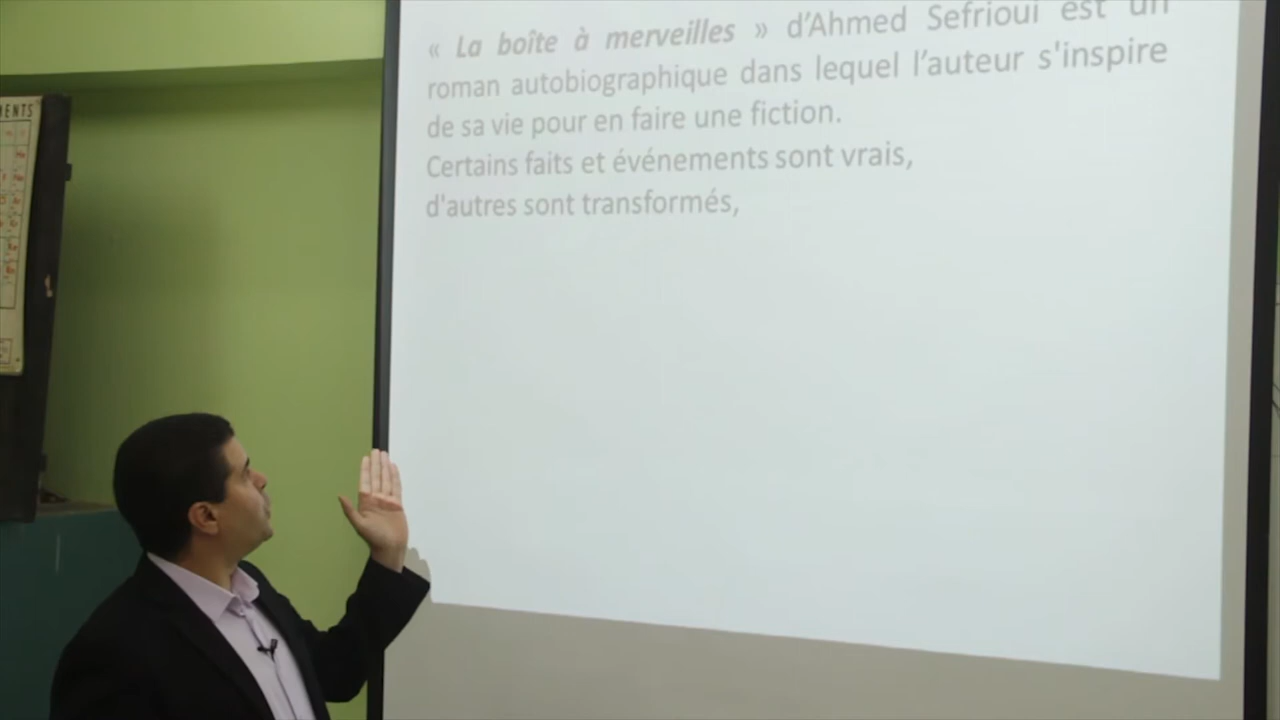 « La boîte à merveilles » d’Ahmed Sefrioui est un
roman autobiographique dans lequel l’auteur s'inspire
de sa vie pour en faire une fiction.
Certains faits et événements sont vrais,
d'autres sont transformés,